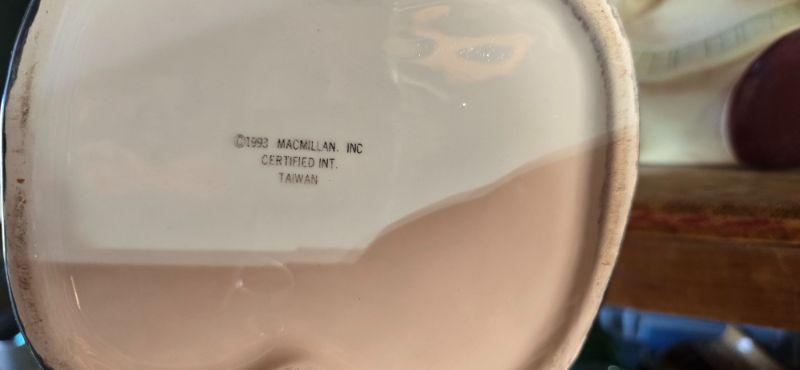 ©1993 MACMILLAN, INC
CERTIFIED INT.
TAIWAN